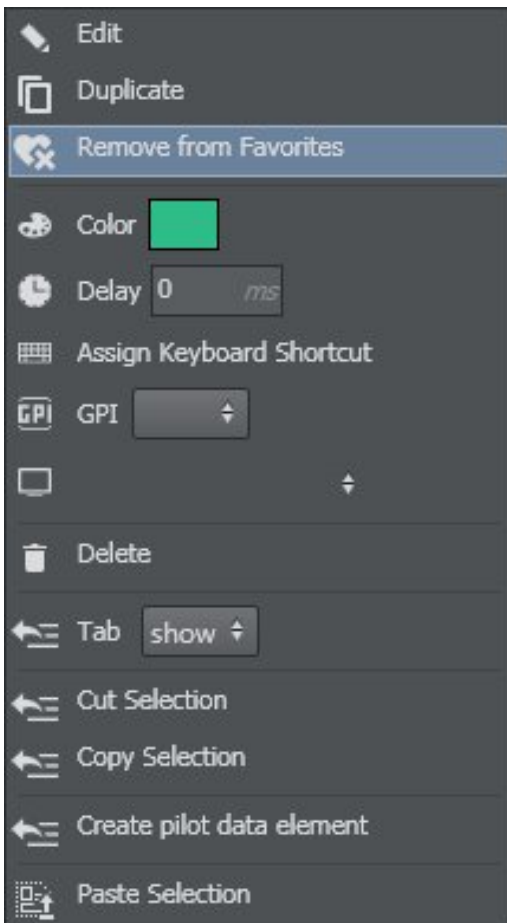 Edit
Duplicate
Remove from Favorites
Color
Delay 0 ms
Assign Keyboard Shortcut
GPI GPI
Delete
Tab show
Cut Selection
Copy Selection
Create pilot data element
Paste Selection